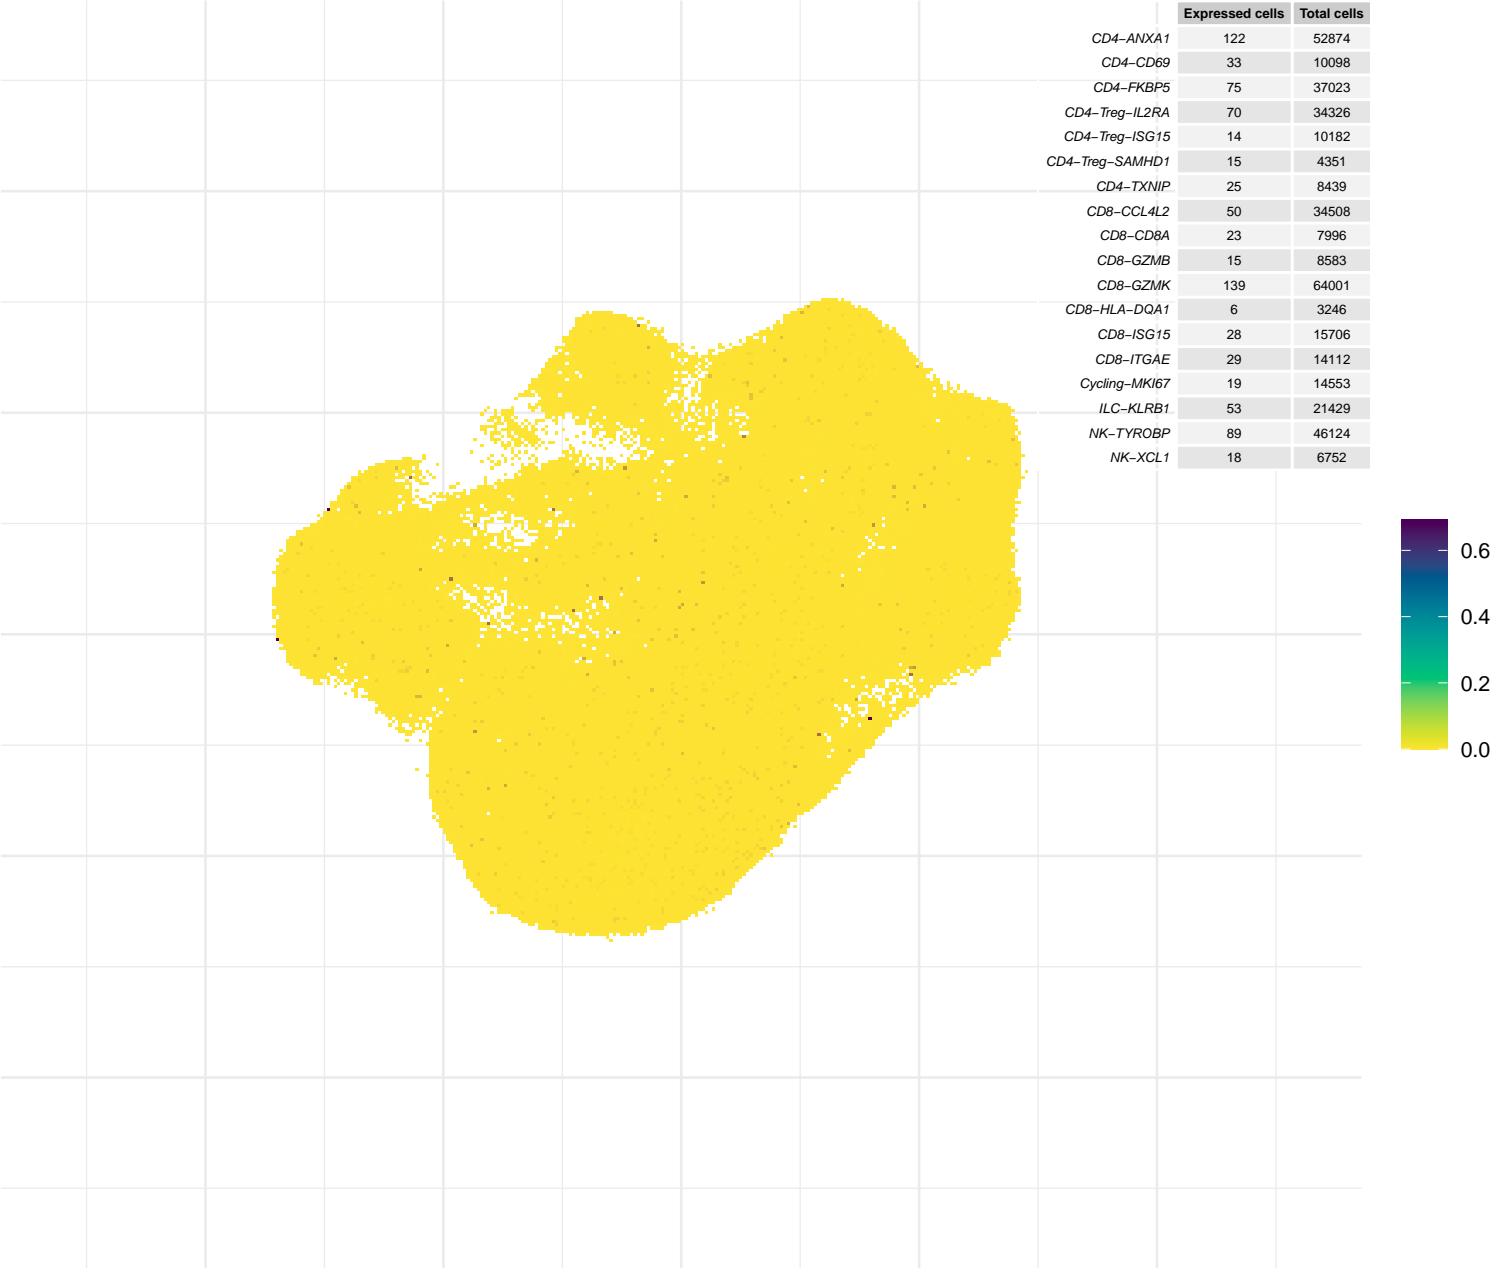 Expressed cells Total cells
CD4−ANXA1 122 52874
CD4−CD69 33 10098
CD4−FKBP5 75 37023
CD4−Treg−IL2RA 70 34326
CD4−Treg−ISG15 14 10182
CD4−Treg−SAMHD1 15 4351
CD4−TXNIP 25 8439
CD8−CCL4L2 50 34508
CD8−CD8A 23 7996
CD8−GZMB 15 8583
CD8−GZMK 139 64001
CD8−HLA−DQA1 6 3246
CD8−ISG15 28 15706
CD8−ITGAE 29 14112
Cycling−MKI67 19 14553
ILC−KLRB1 53 21429
NK−TYROBP 89 46124
NK−XCL1 18 6752
0.6
0.4
0.2
0.0